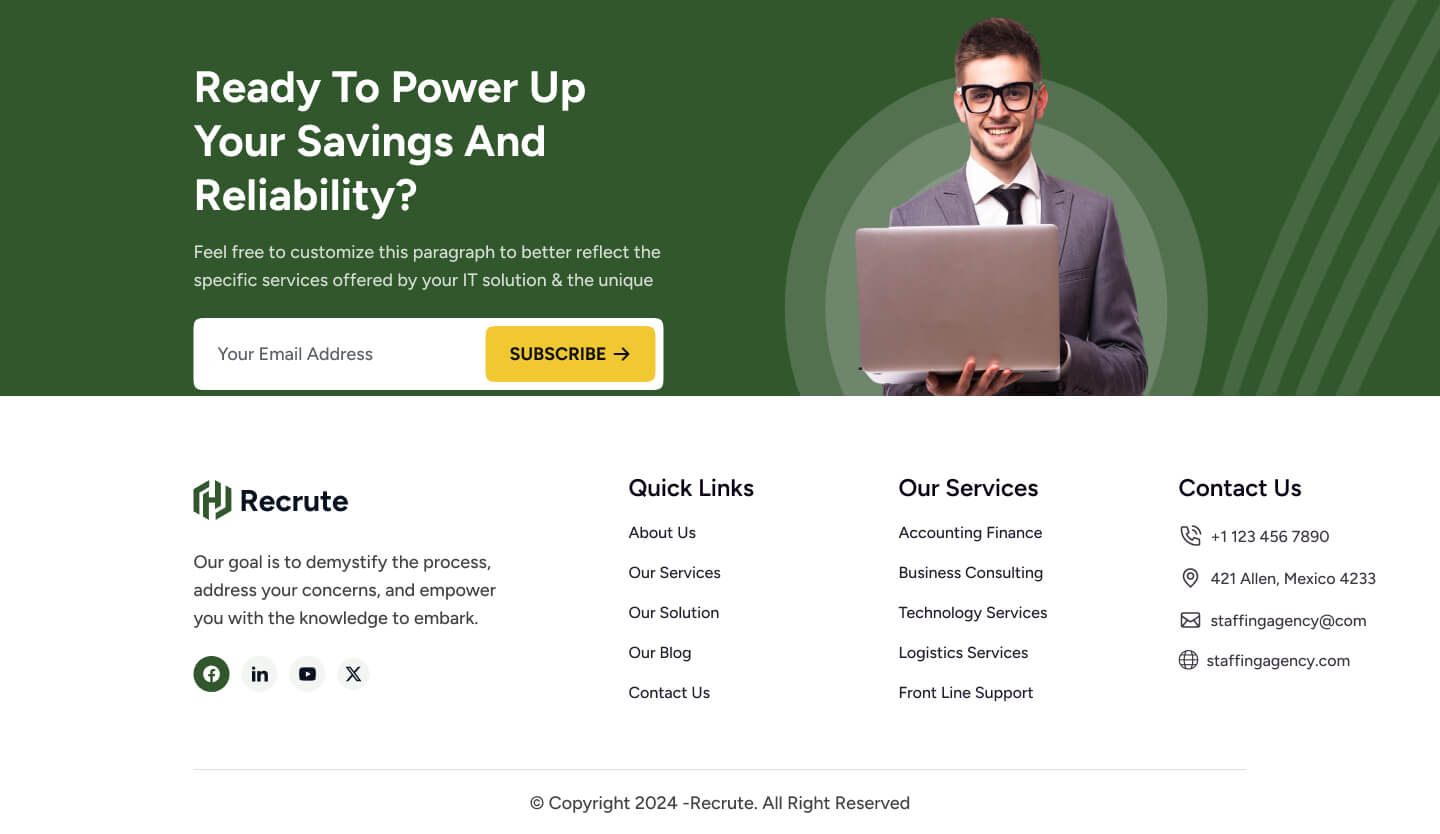 Ready To Power Up
Your Savings And
Reliability?
Feel free to customize this paragraph to better reflect the
specific services offered by your IT solution & the unique
Your Email Address
SUBSCRIBE →
Recrute
Our goal is to demystify the process,
address your concerns, and empower
you with the knowledge to embark.
Quick Links
About Us
Our Services
Our Solution
Our Blog
Contact Us
Our Services
Accounting Finance
Business Consulting
Technology Services
Logistics Services
Front Line Support
Contact Us
+1 123 456 7890
421 Allen, Mexico 4233
staffingagency@com
staffingagency.com
© Copyright 2024 -Recrute. All Right Reserved